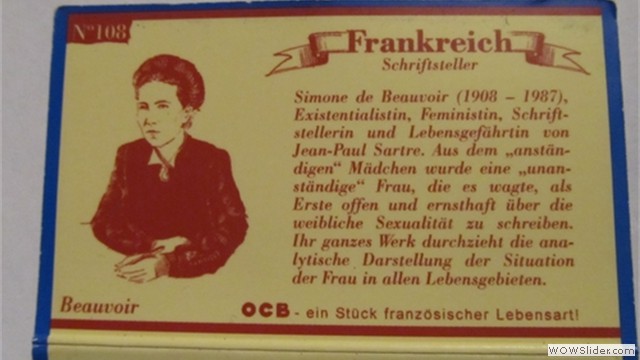 N°108
Frankreich
Schriftsteller
Simone de Beauvoir (1908 – 1987),
Existentialistin, Feministin, Schrift-
stellerin und Lebensgefährtin von
Jean-Paul Sartre. Aus dem „anstän-
digen“ Mädchen wurde eine „unan-
ständige“ Frau, die es wagte, als
Erste offen und ernsthaft über die
weibliche Sexualität zu schreiben.
Ihr ganzes Werk durchzieht die ana-
lytische Darstellung der Situation
der Frau in allen Lebensgebieten.
Beauvoir
OCB - ein Stück französischer Lebensart!
WOWSlider.com